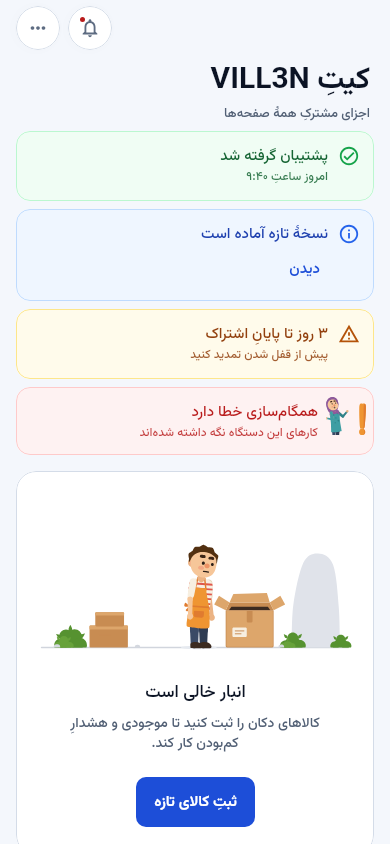 کیتِ VILL3N
اجزای مشترکِ همهٔ صفحه‌ها
پشتیبان گرفته شد
امروز ساعتِ ۹:۴۰
نسخهٔ تازه آماده است
دیدن
۳ روز تا پایانِ اشتراک
پیش از قفل شدن تمدید کنید
همگام‌سازی خطا دارد
کارهای این دستگاه نگه داشته شده‌اند
انبار خالی است
کالاهای دکان را ثبت کنید تا موجودی و هشدارِ
کم‌بودن کار کند.
ثبتِ کالای تازه